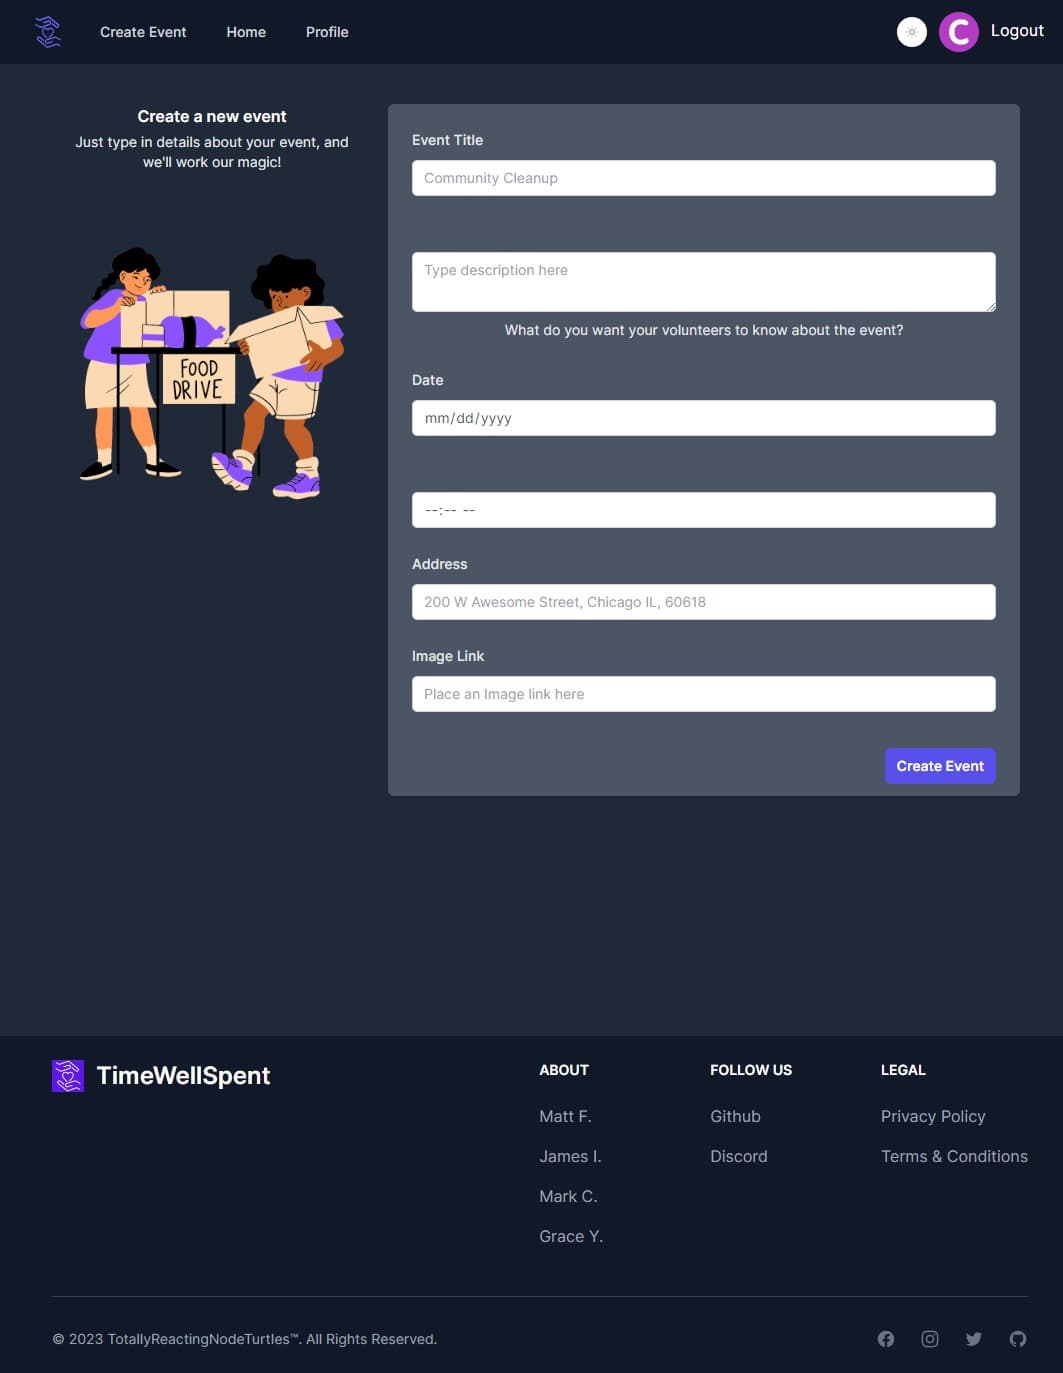 Create Event
Home
Profile
C
Logout
Create a new event
Just type in details about your event, and
we'll work our magic!
FOOD
DRIVE
Event Title
Community Cleanup
Type description here
What do you want your volunteers to know about the event?
Date
mm/dd/yyyy
--:-- --
Address
200 W Awesome Street, Chicago IL, 60618
Image Link
Place an Image link here
Create Event
TimeWellSpent
ABOUT
Matt F.
James I.
Mark C.
Grace Y.
FOLLOW US
Github
Discord
LEGAL
Privacy Policy
Terms & Conditions
© 2023 TotallyReactingNodeTurtles™. All Rights Reserved.